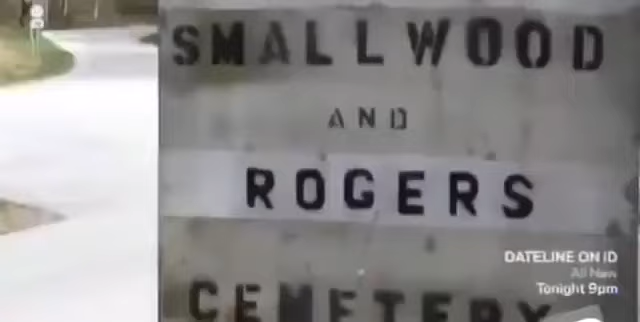 SMALLWOOD
AND
ROGERS
CEMETERY
DATELINE ON ID
All New
Tonight 9pm